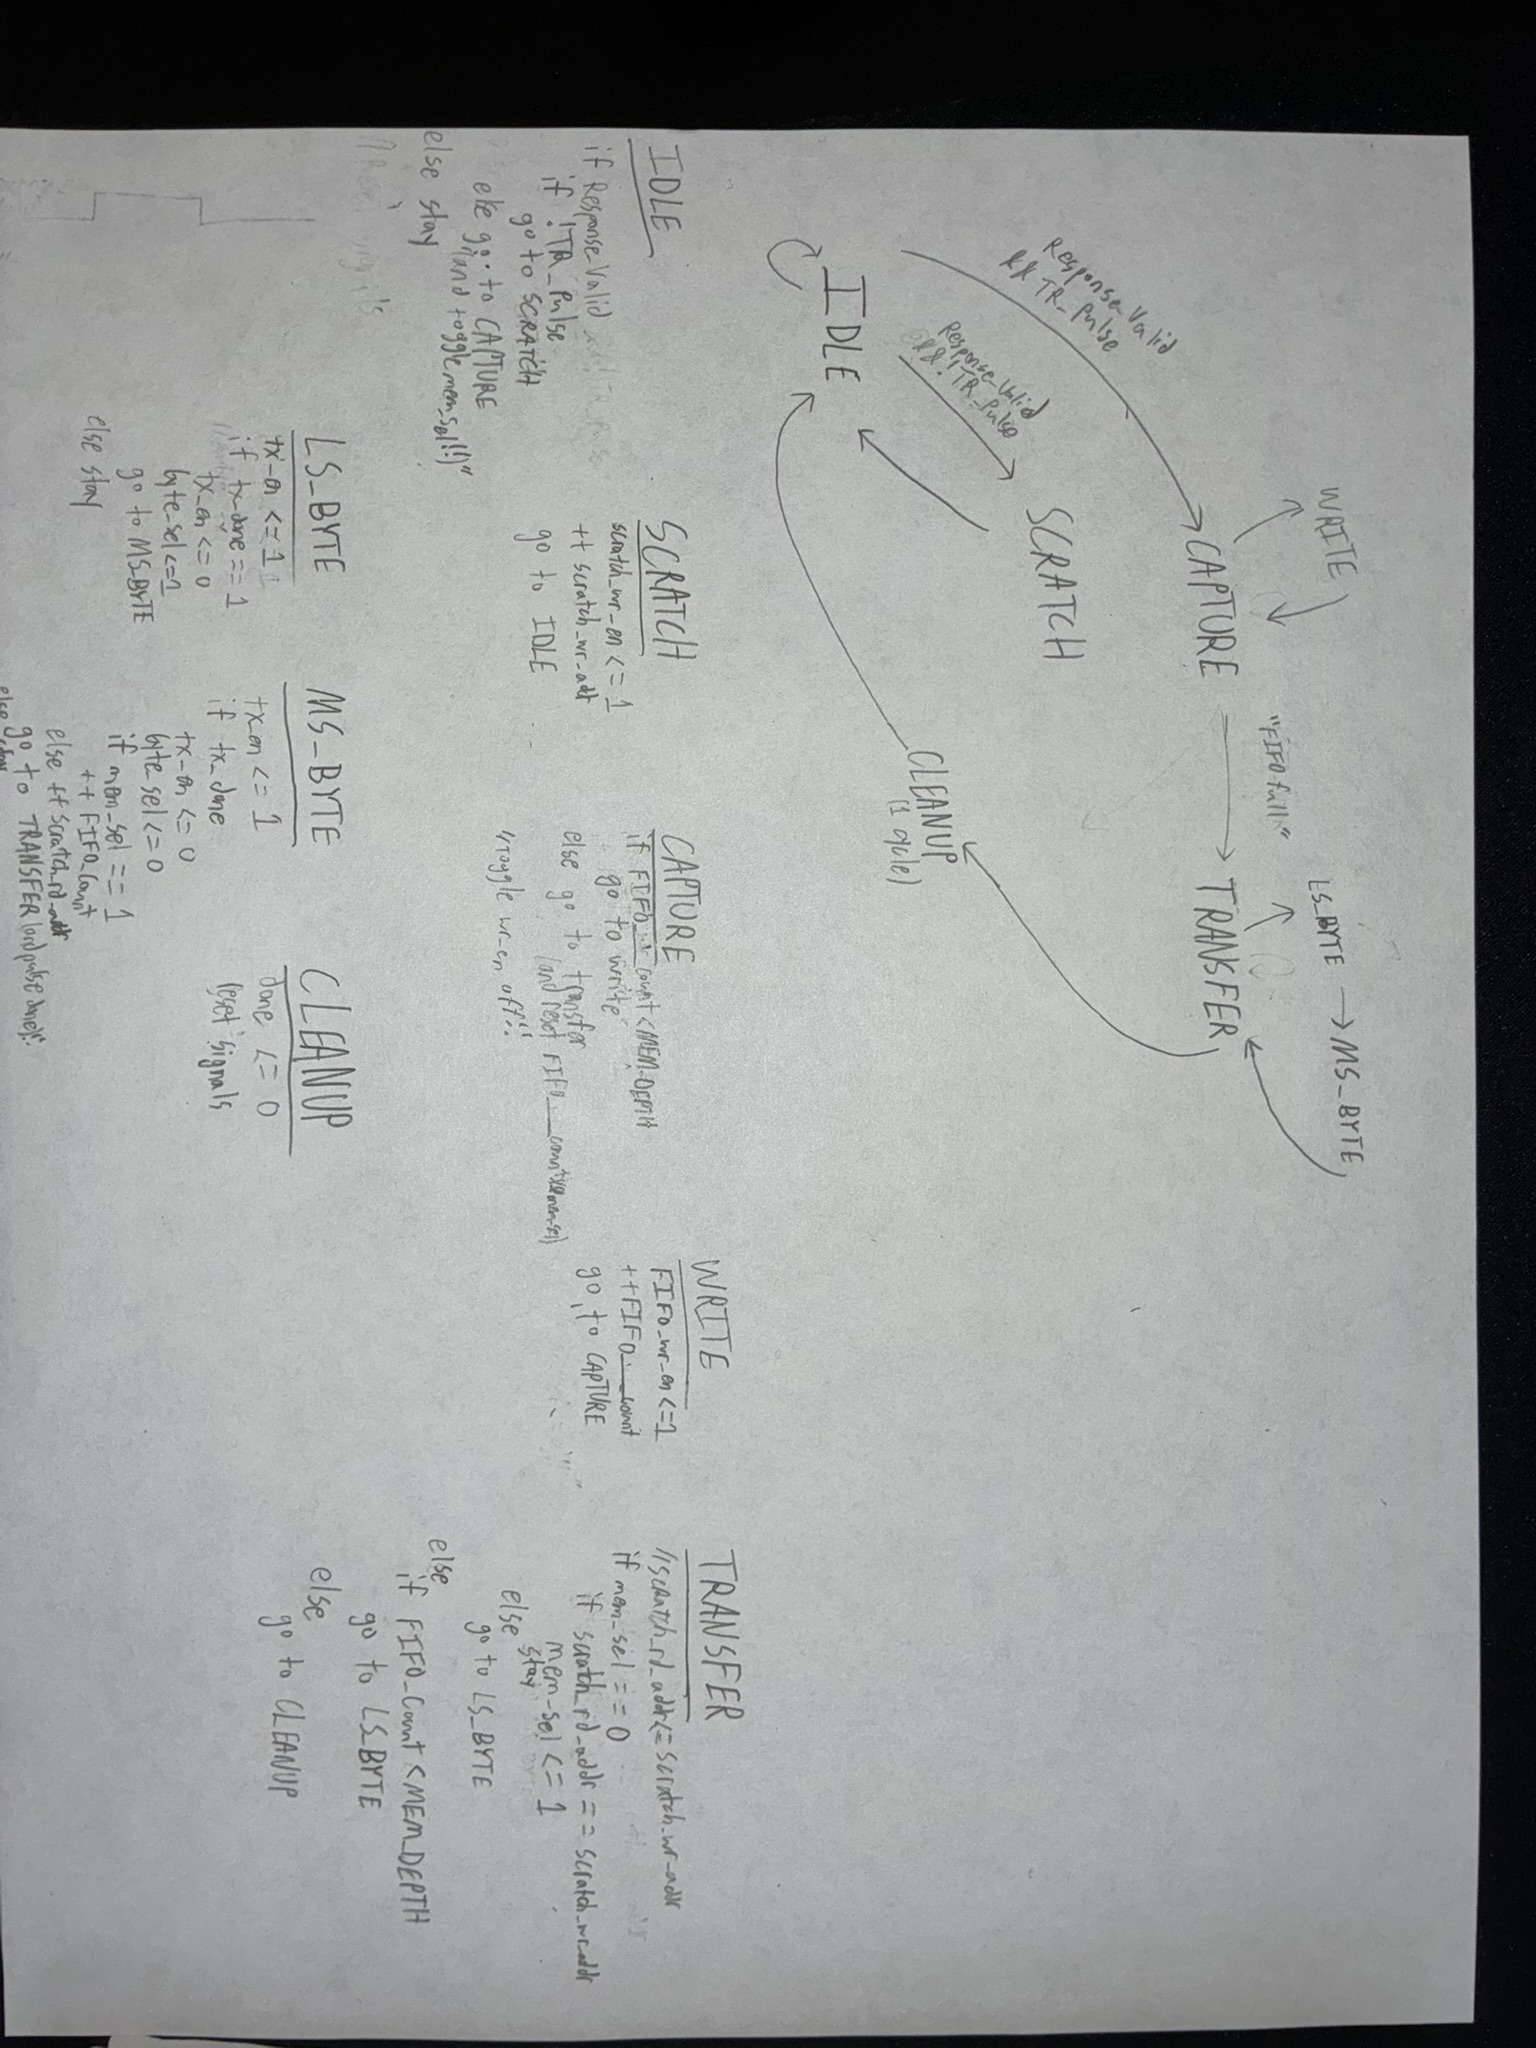 WRITE
LS_BYTE → MS_BYTE
"FIFO full"
CAPTURE → TRANSFER
Response_Valid
&& TR_pulse
SCRATCH
Response_Valid
&& !TR_pulse
CLEANUP
(1 cycle)
IDLE
IDLE
if Response_Valid
if !TR_pulse
go to SCRATCH
else go to CAPTURE
(and toggle mem_sel!!)"
else stay
SCRATCH
scratch_wr_en <= 1
++ scratch_wr_addr
go to IDLE
CAPTURE
if FIFO_wr_count < MEM_DEPTH
go to write
else go to transfer
(and reset FIFO_count
"toggle wr_en off"
WRITE
FIFO_wr_en <= 1
++FIFO_count
go to CAPTURE
TRANSFER
//scratch_rd_addr <= scratch_wr_addr
if mem_sel == 0
if scratch_rd_addr == scratch_wr_addr
mem_sel <= 1
stay
else
go to LS_BYTE
else
if FIFO_count < MEM_DEPTH
go to LS_BYTE
else
go to CLEANUP
LS_BYTE
tx_en <= 1
if tx_done == 1
tx_en <= 0
byte_sel <= 1
go to MS_BYTE
else stay
MS_BYTE
tx_en <= 1
if tx_done
tx_en <= 0
byte_sel <= 0
if mem_sel == 1
++ FIFO_count
else ++ scratch_rd_addr
go to TRANSFER (and pulse done)!
else stay
CLEANUP
done <= 0
reset signals